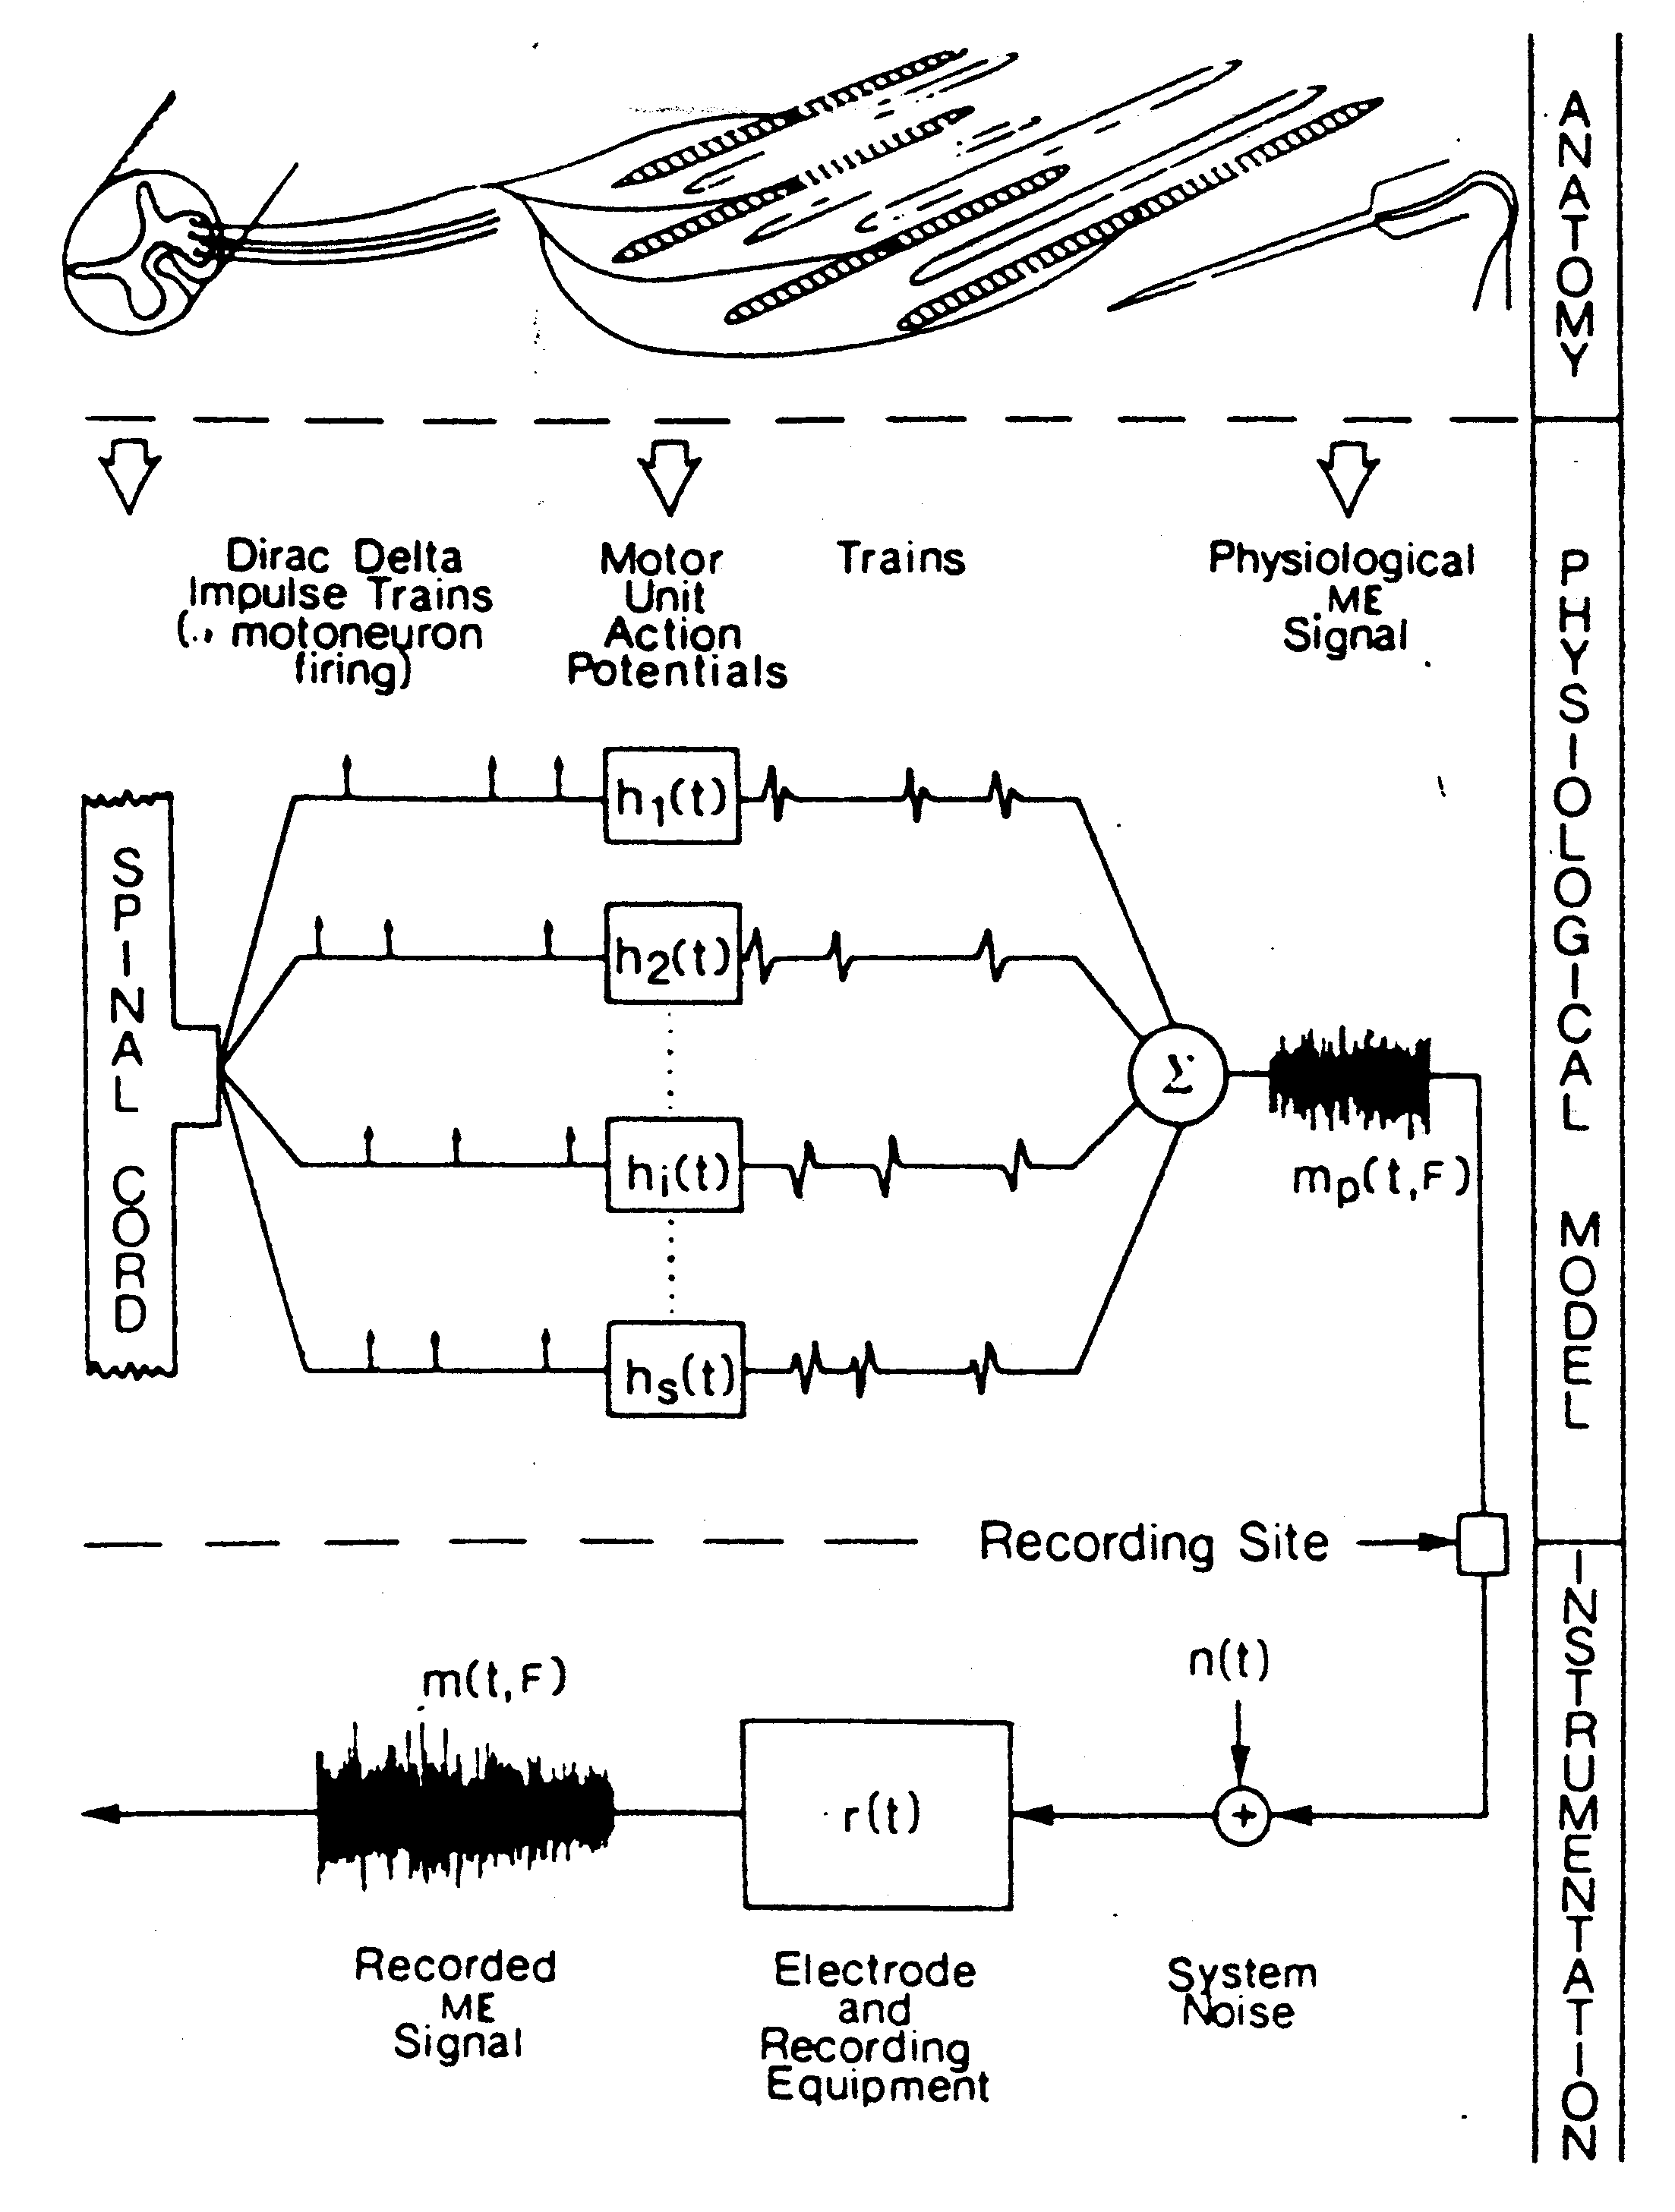 ANATOMY
Dirac Delta
Impulse Trains
(., motoneuron
firing)
Motor
Unit
Action
Potentials
Trains
Physiological
ME
Signal
PHYSIOLOGICAL MODEL
SPINAL CORD
h1(t)
h2(t)
hi(t)
hs(t)
Σ
mp(t,F)
Recording Site
INSTRUMENTATION
n(t)
+
r(t)
m(t,F)
Recorded
ME
Signal
Electrode
and
Recording
Equipment
System
Noise